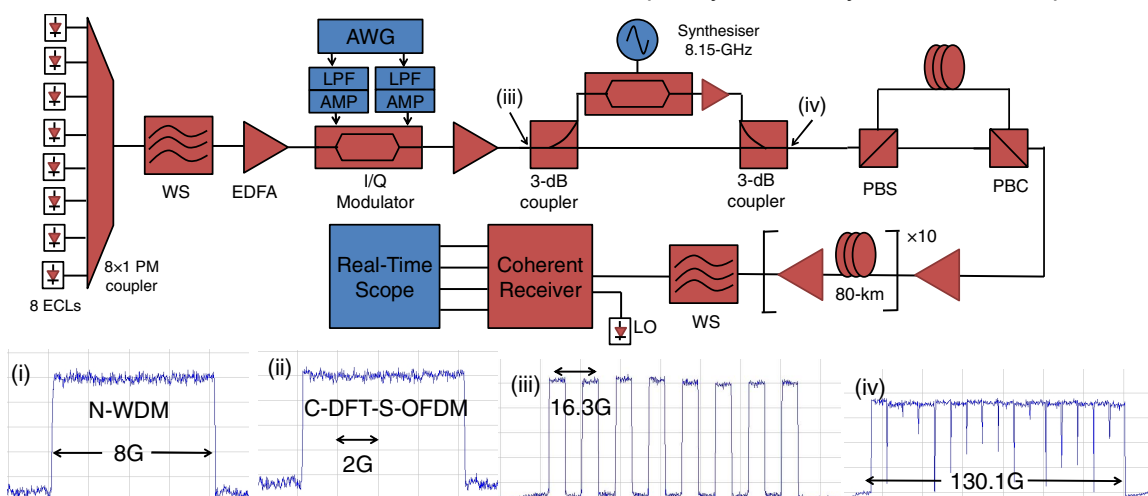 AWG
LPF
LPF
AMP
AMP
Synthesiser
8.15-GHz
(iii)
(iv)
WS
EDFA
I/Q
Modulator
3-dB
coupler
3-dB
coupler
PBS
PBC
8×1 PM
coupler
8 ECLs
Real-Time
Scope
Coherent
Receiver
LO
WS
80-km
×10
(i)
N-WDM
8G
(ii)
C-DFT-S-OFDM
2G
(iii)
16.3G
(iv)
130.1G